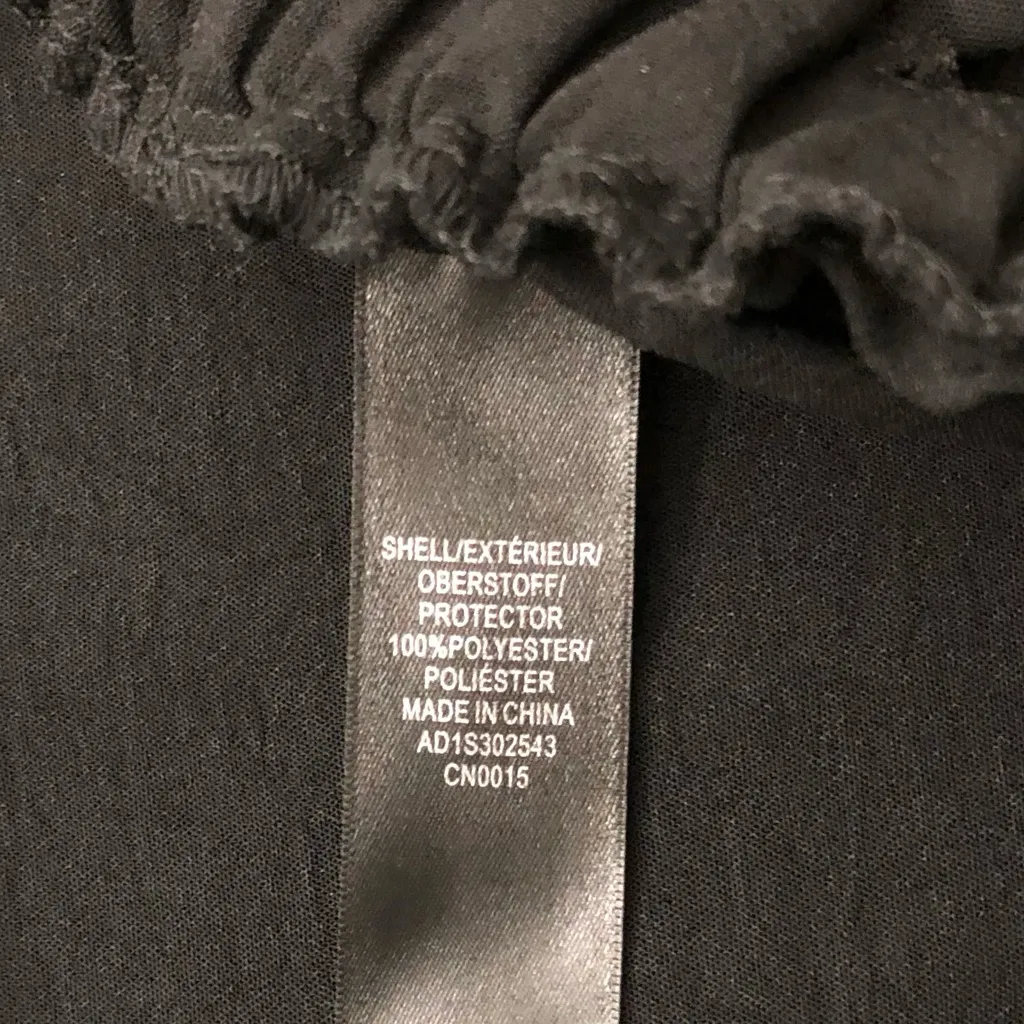 SHELL/EXTÉRIEUR/
OBERSTOFF/
PROTECTOR
100%POLYESTER/
POLIÉSTER
MADE IN CHINA
AD1S302543
CN0015